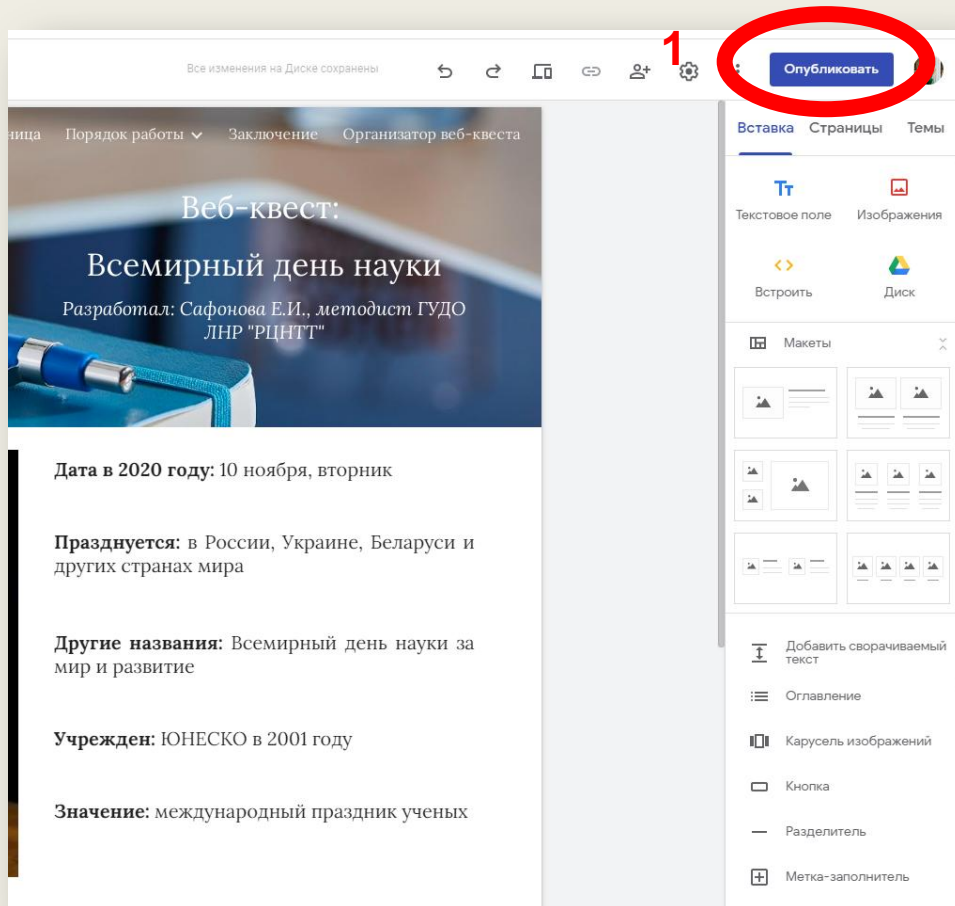 1
Все изменения на Диске сохранены
Опубликовать
ница Порядок работы Заключение Организатор веб-квеста
Веб-квест:
Всемирный день науки
Разработал: Сафонова Е.И., методист ГУДО
ЛНР "РЦНТТ"
Дата в 2020 году: 10 ноября, вторник
Празднуется: в России, Украине, Беларуси и
других странах мира
Другие названия: Всемирный день науки за
мир и развитие
Учрежден: ЮНЕСКО в 2001 году
Значение: международный праздник ученых
Вставка Страницы Темы
Текстовое поле Изображения
Встроить Диск
Макеты
Добавить сворачиваемый
текст
Оглавление
Карусель изображений
Кнопка
Разделитель
Метка-заполнитель